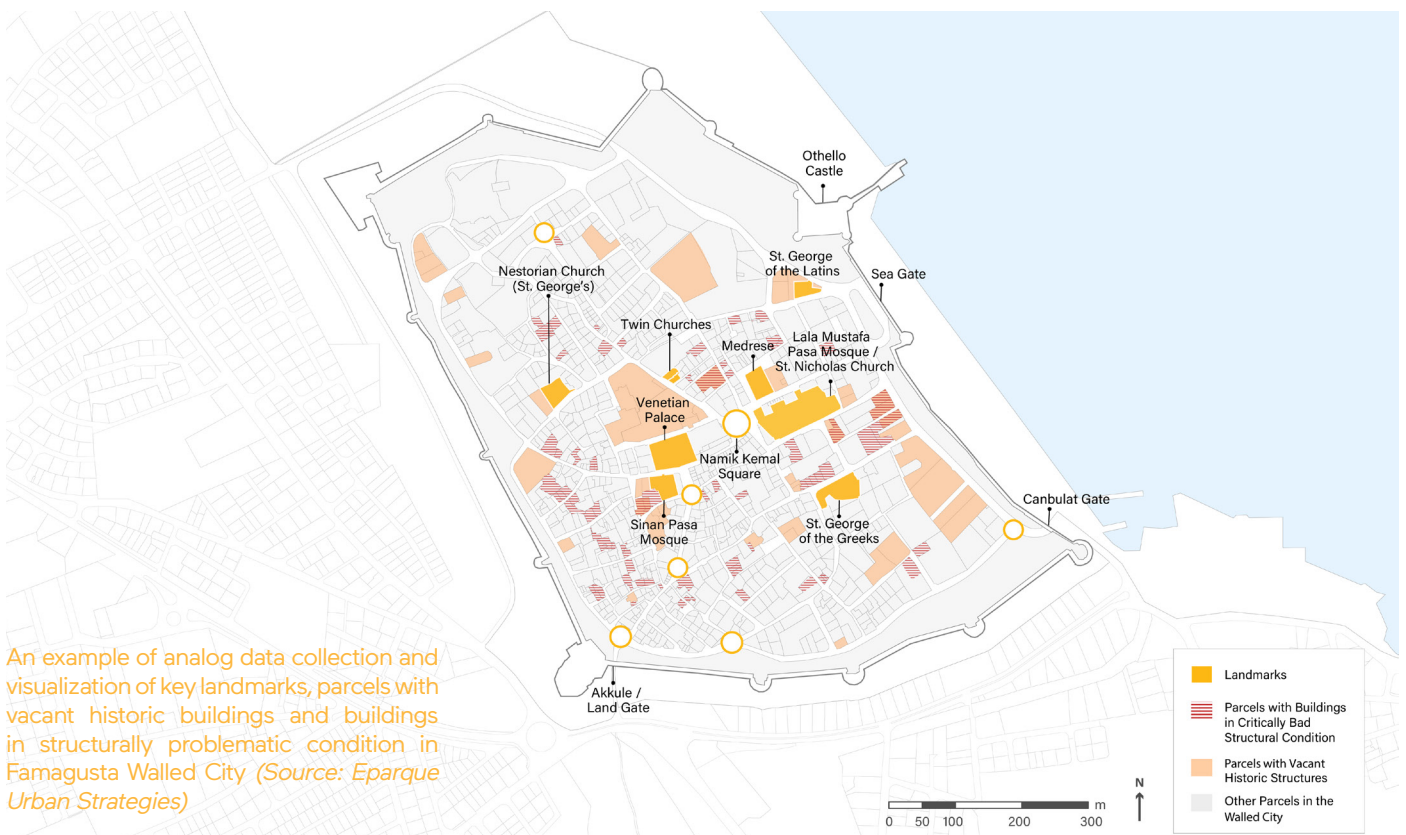 Othello
Castle
St. George
of the Latins
Sea Gate
Nestorian Church
(St. George's)
Twin Churches
Medrese
Lala Mustafa
Pasa Mosque /
St. Nicholas Church
Venetian
Palace
Namik Kemal
Square
Canbulat Gate
Sinan Pasa
Mosque
St. George
of the Greeks
Akkule /
Land Gate
An example of analog data collection and
visualization of key landmarks, parcels with
vacant historic buildings and buildings
in structurally problematic condition in
Famagusta Walled City (Source: Eparque
Urban Strategies)
Landmarks
Parcels with Buildings
in Critically Bad
Structural Condition
Parcels with Vacant
Historic Structures
Other Parcels in the
Walled City
N
m
0 50 100 200 300